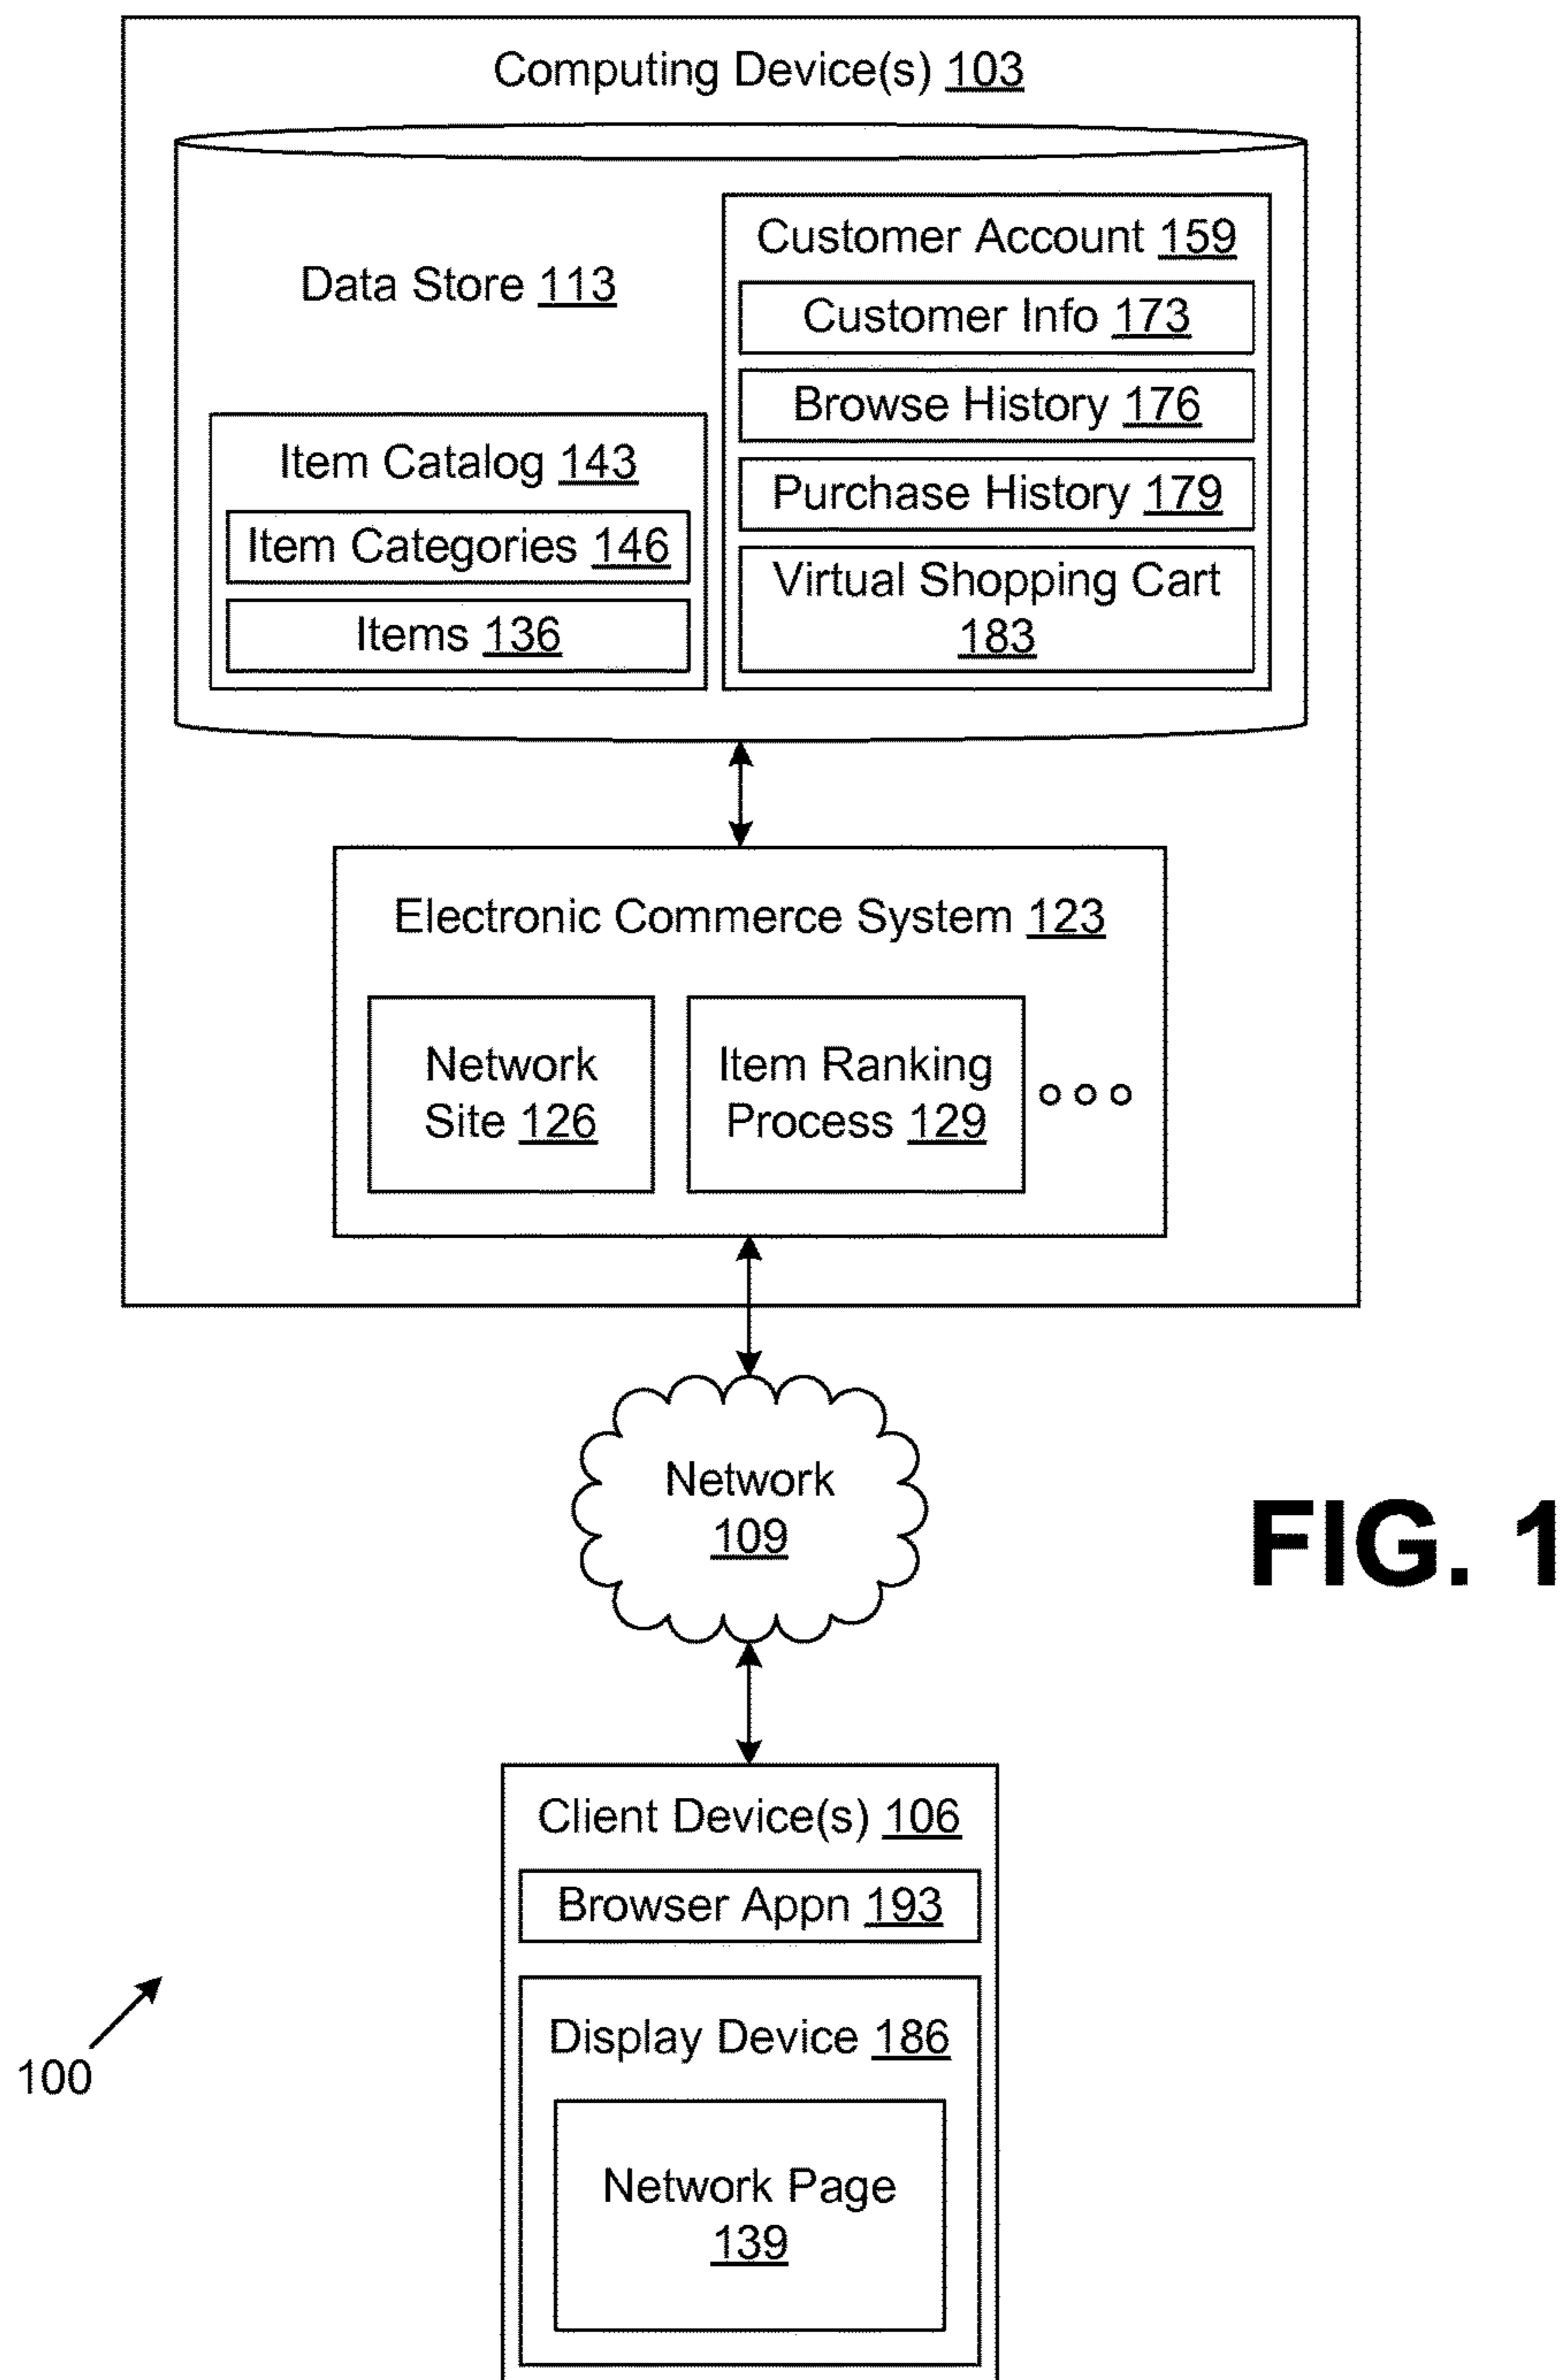 Computing Device(s) 103
Data Store 113
Item Catalog 143
Item Categories 146
Items 136
Customer Account 159
Customer Info 173
Browse History 176
Purchase History 179
Virtual Shopping Cart
183
Electronic Commerce System 123
Network
Site 126
Item Ranking
Process 129
Network
109
FIG. 1
Client Device(s) 106
Browser Appn 193
Display Device 186
Network Page
139
100